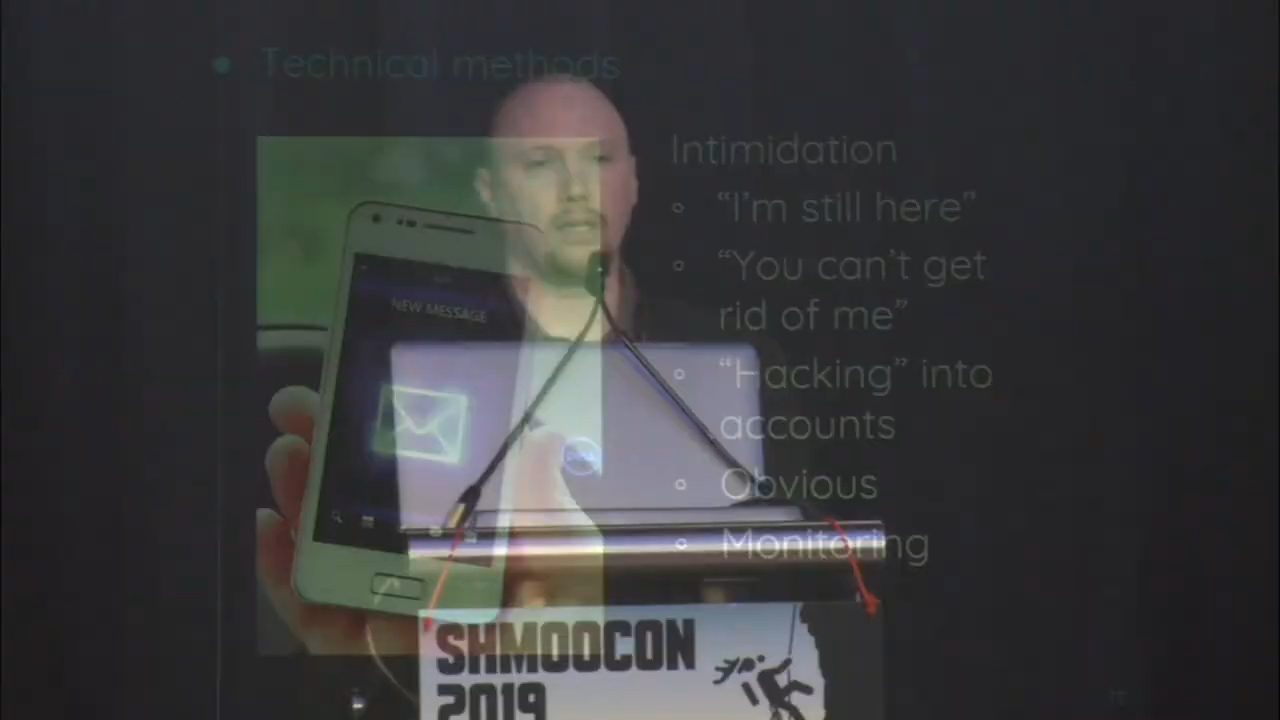 Technical methods
Intimidation
"I'm still here"
"You can't get
rid of me"
"Hacking" into
accounts
Obvious
Monitoring
NEW MESSAGE
DELL
SHMOOCON
2019